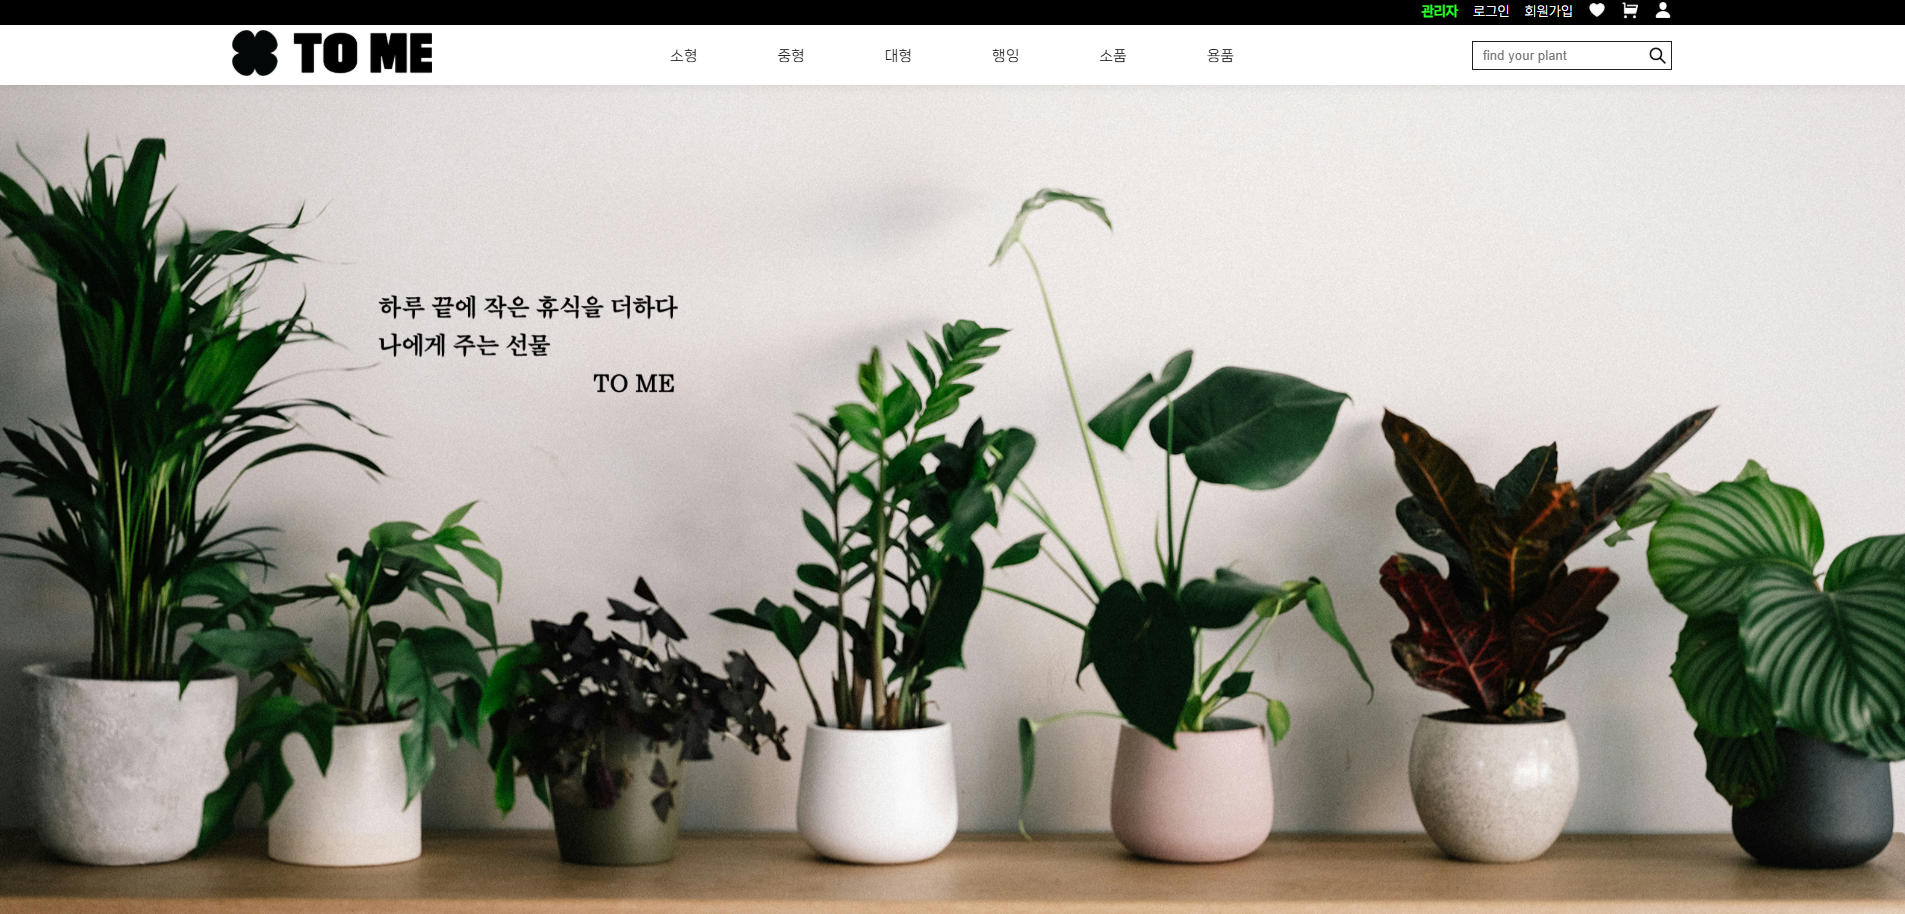 관리자 로그인 회원가입
TO ME
소형 중형 대형 행잉 소품 용품
find your plant
하루 끝에 작은 휴식을 더하다
나에게 주는 선물
TO ME